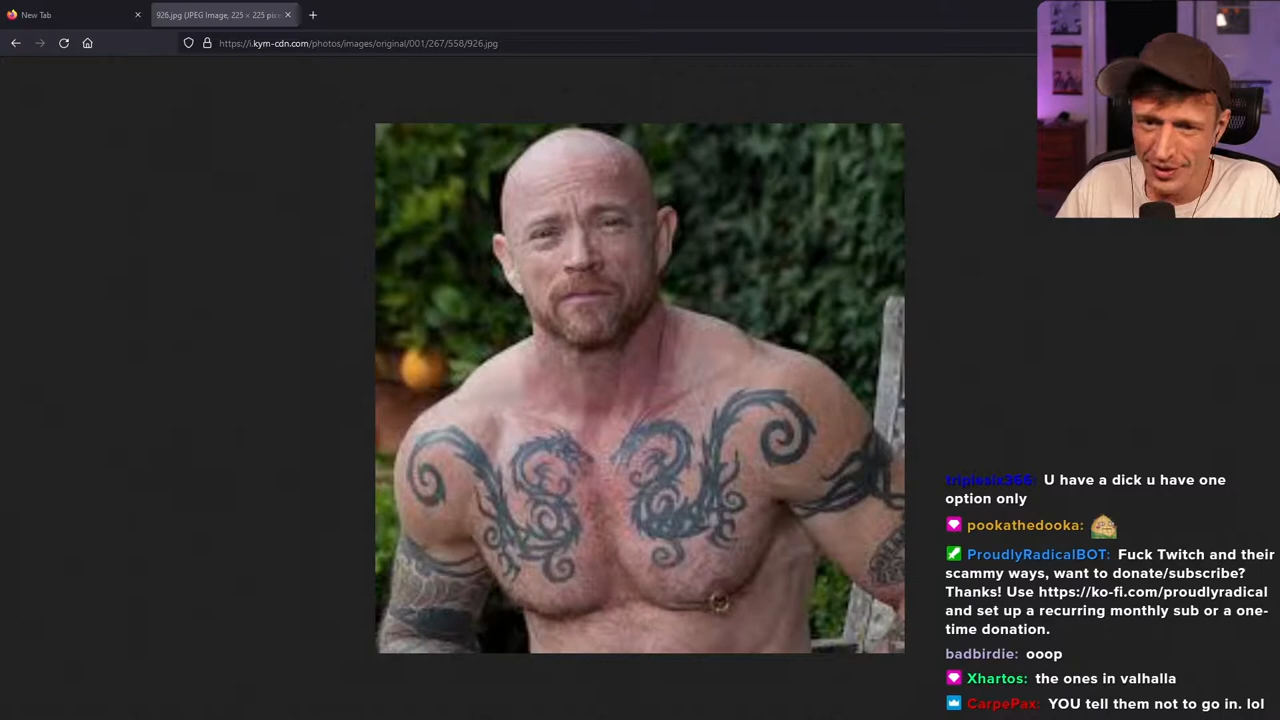 New Tab
926.jpg (JPEG Image, 225 × 225 pixe
https://i.kym-cdn.com/photos/images/original/001/267/558/926.jpg
triplesix366: U have a dick u have one
option only
pookathedooka:
ProudlyRadicalBOT: Fuck Twitch and their
scammy ways, want to donate/subscribe?
Thanks! Use https://ko-fi.com/proudlyradical
and set up a recurring monthly sub or a one-
time donation.
badbirdie: ooop
Xhartos: the ones in valhalla
CarpePax: YOU tell them not to go in. lol